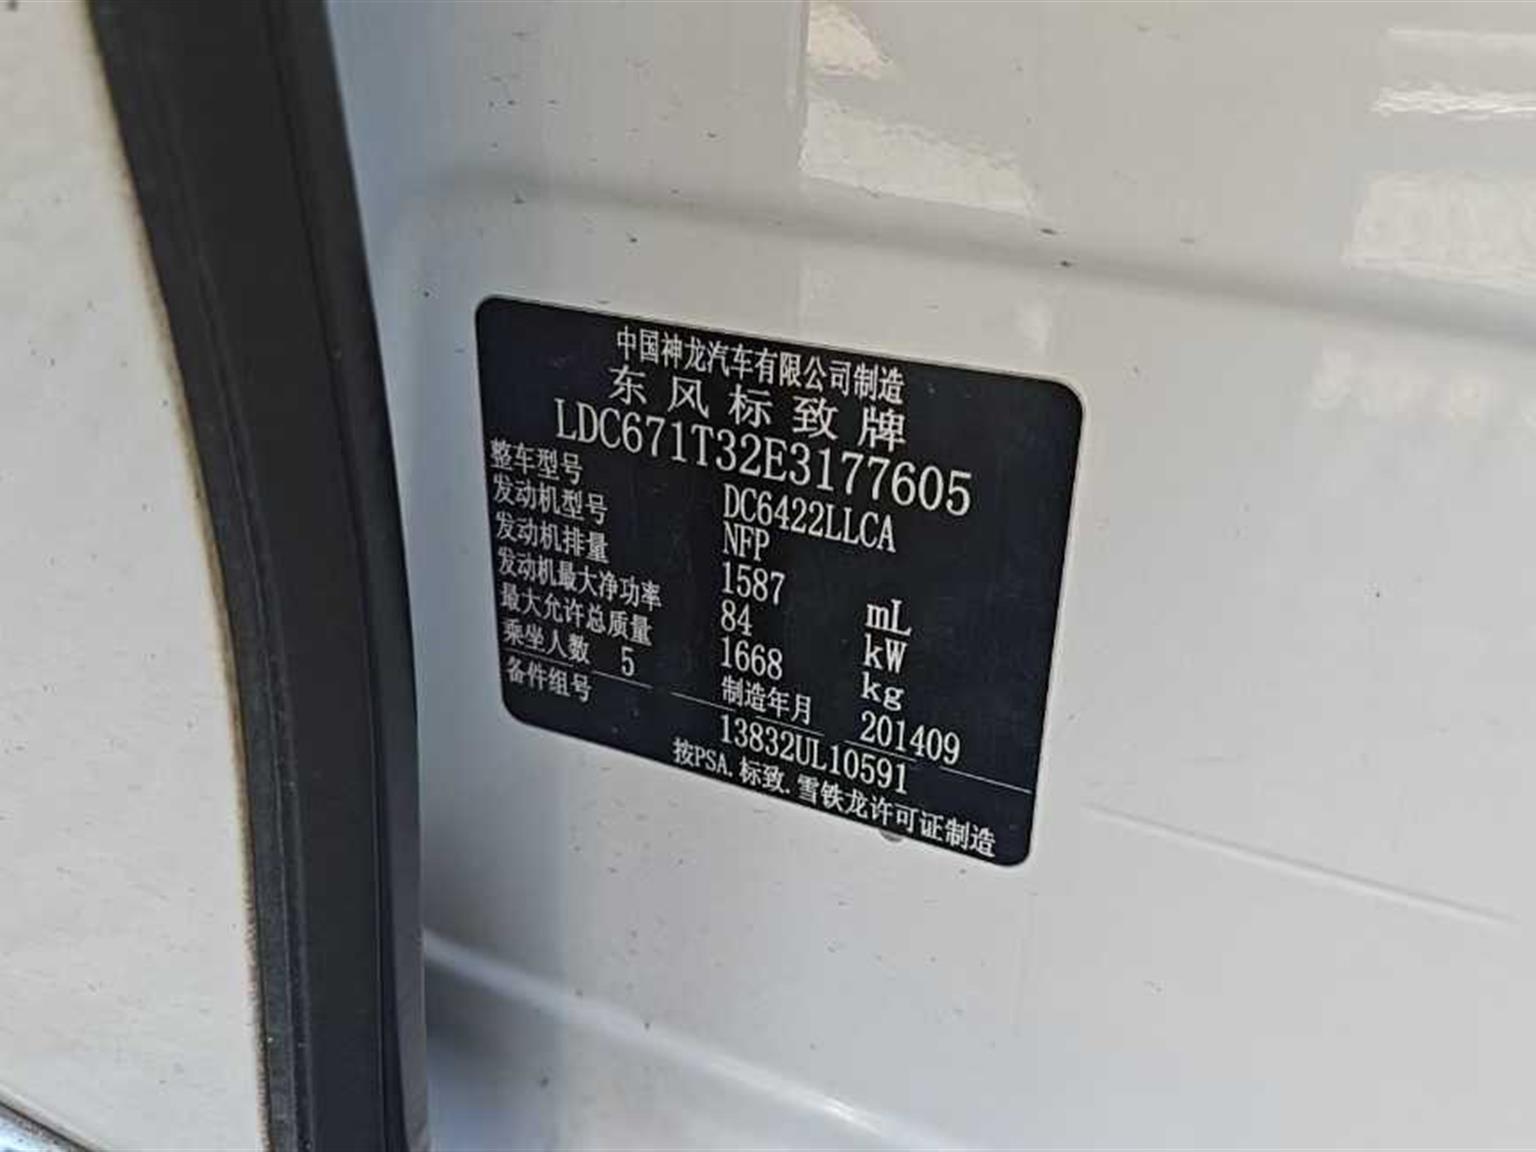 中国神龙汽车有限公司制造
东风标致牌
LDC671T32E3177605
整车型号 DC6422LLCA
发动机型号 NFP
发动机排量 1587 mL
发动机最大净功率 84 kW
最大允许总质量 1668 kg
乘坐人数 5 制造年月 201409
备件组号 13832UL10591
按PSA.标致.雪铁龙许可证制造